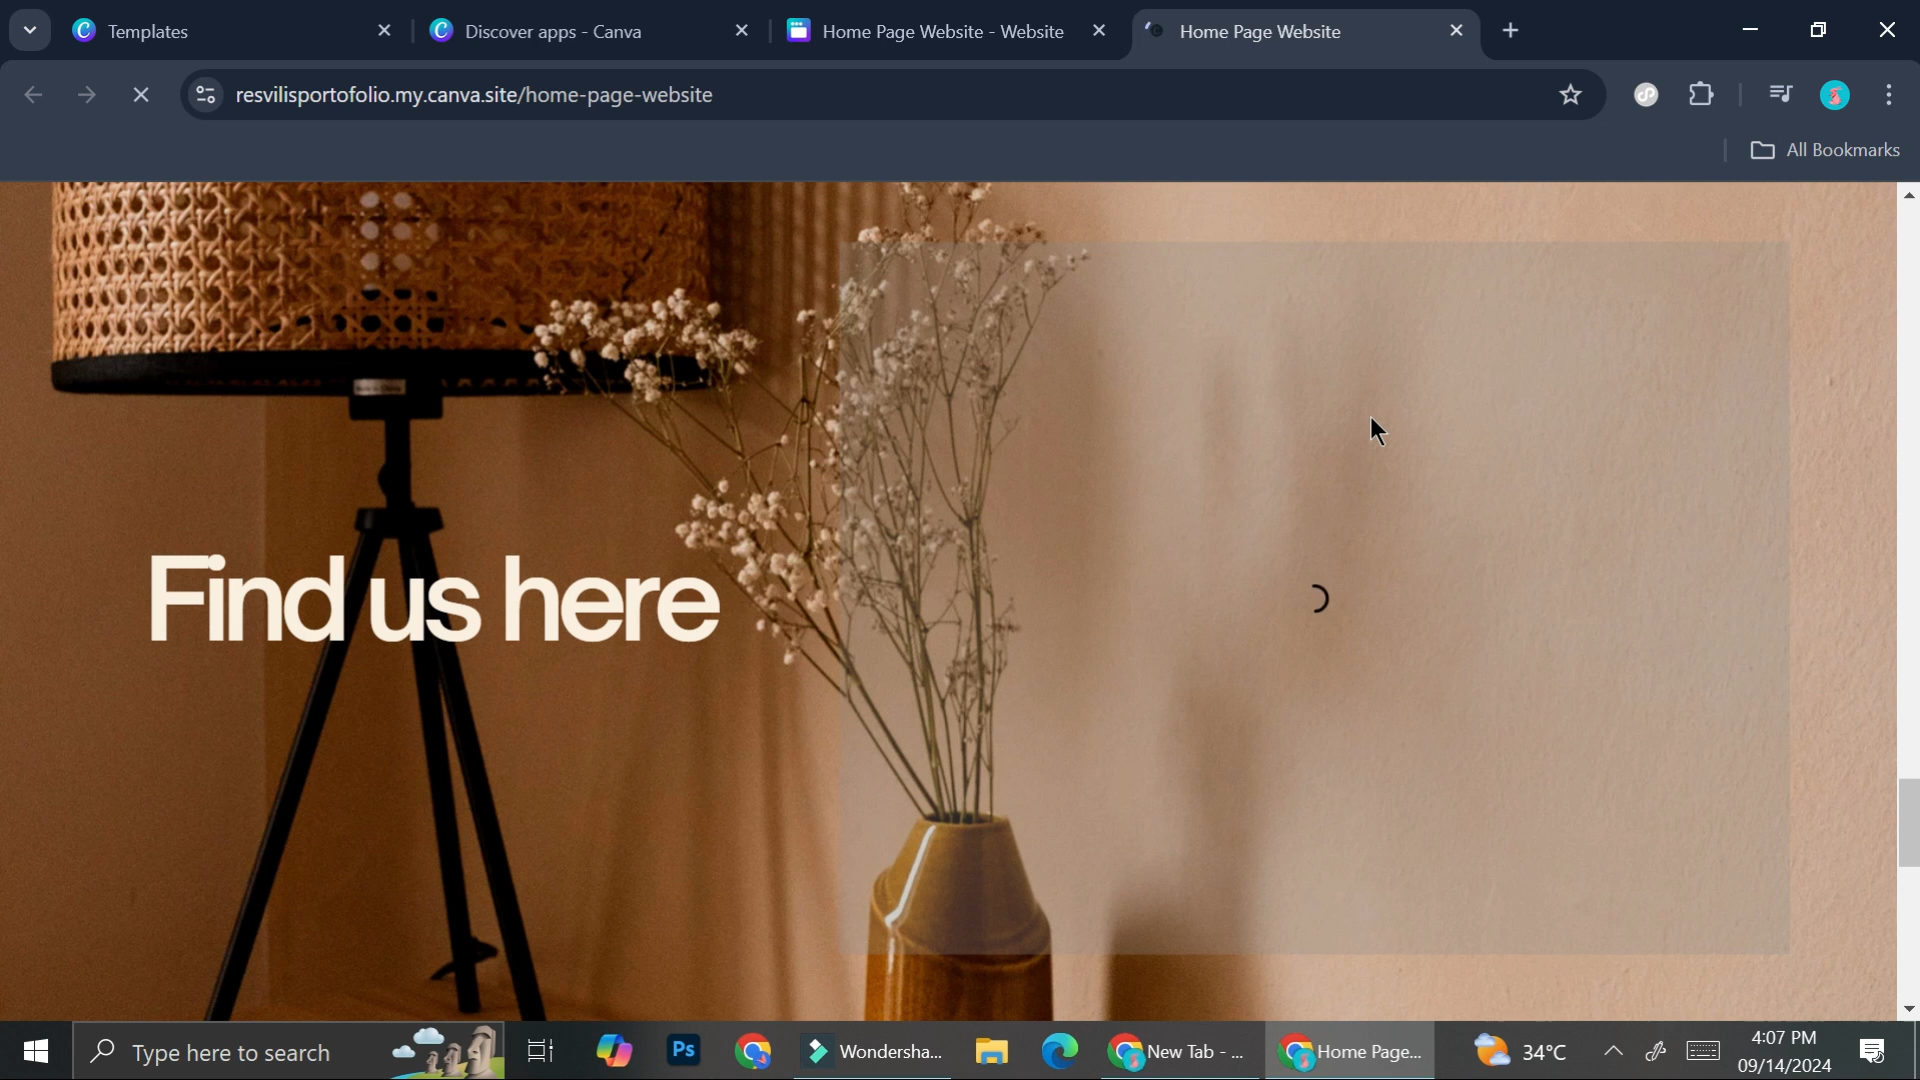 Templates
Discover apps - Canva
Home Page Website - Website
Home Page Website
resvilisportofolio.my.canva.site/home-page-website
All Bookmarks
Find us here
Type here to search
Ps
Wondersha...
New Tab - ...
Home Page...
34°C
4:07 PM
09/14/2024